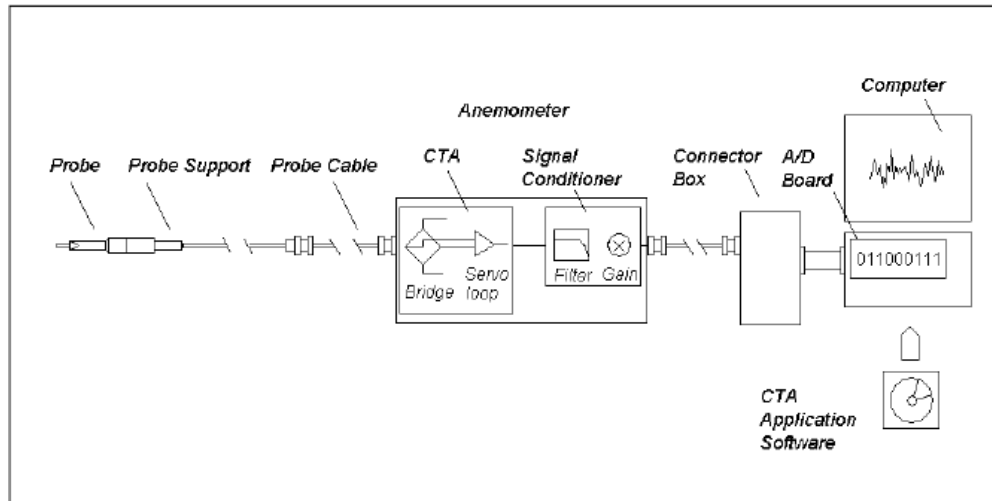 Computer
Anemometer
Probe
Probe Support
Probe Cable
CTA
Signal
Conditioner
Connector
Box
A/D
Board
Bridge
Servo
loop
Filter
Gain
011000111
CTA
Application
Software